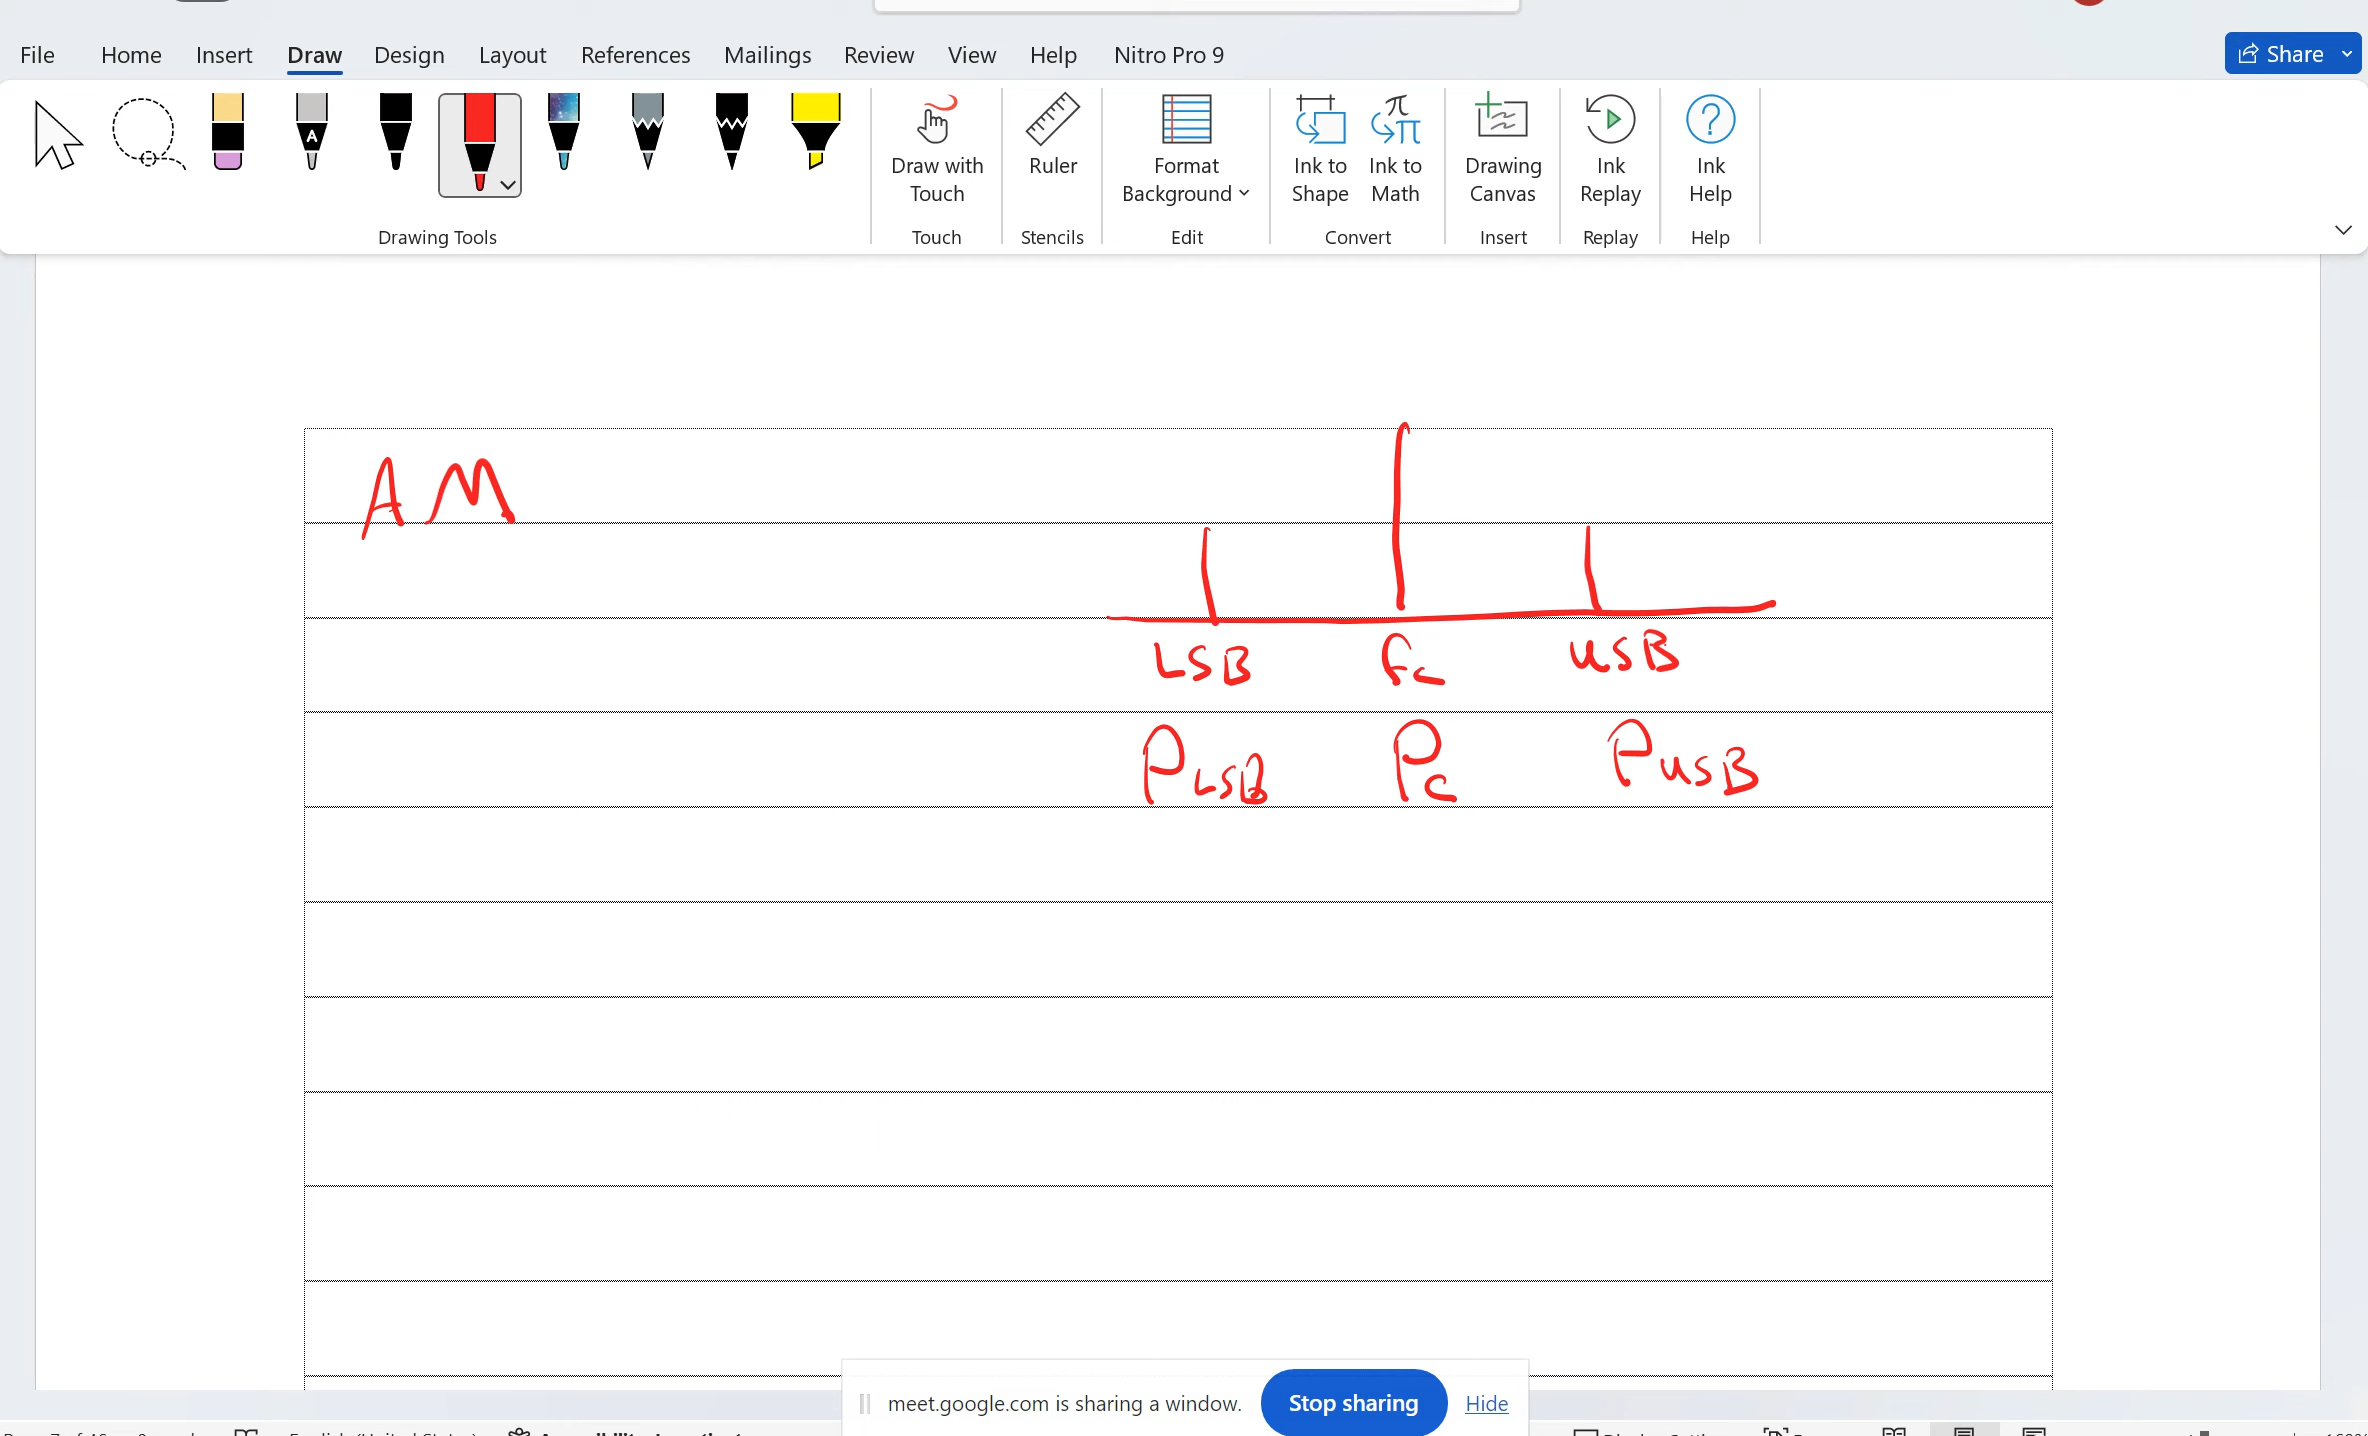 File Home Insert Draw Design Layout References Mailings Review View Help Nitro Pro 9 Share
A
Draw with Touch
Ruler
Format Background
Ink to Shape
Ink to Math
Drawing Canvas
Ink Replay
Ink Help
Drawing Tools Touch Stencils Edit Convert Insert Replay Help
AM
LSB fc USB
PLSB Pc PUSB
meet.google.com is sharing a window. Stop sharing Hide